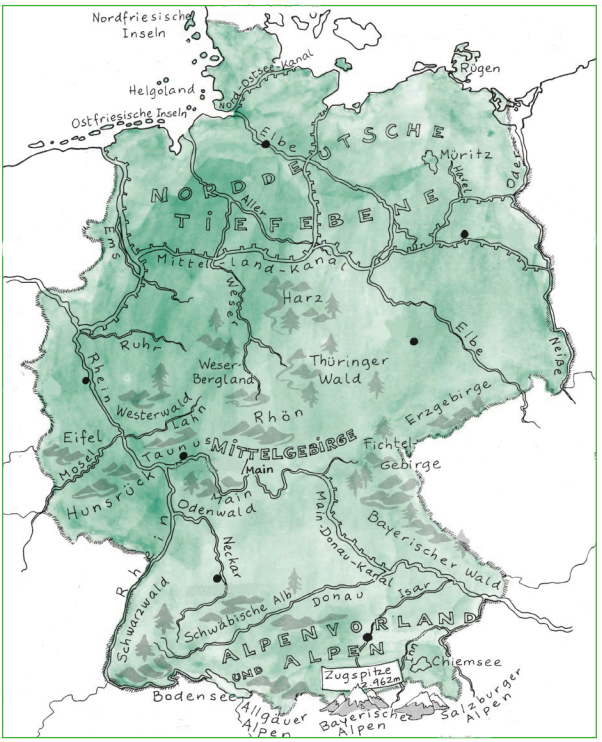 Nordfriesische
Inseln
Nord-Ostsee-Kanal
Rügen
Helgoland
Ostfriesische Inseln
Elbe
NORDDEUTSCHE
TIEFEBENE
Müritz
Havel
Oder
Aller
Ems
Mittel land-Kanal
Weser
Harz
Elbe
Neiße
Ruhr
Rhein
Weser-
Bergland
Thüringer
Wald
Westerwald
Lahn
Rhön
Erzgebirge
Eifel
Taunus
MITTELGEBIRGE
Fichtel-
Gebirge
Mosel
Main
Hunsrück
Main
Odenwald
Main-Donau-Kanal
Bayerischer Wald
Rhein
Neckar
Schwarzwald
Schwäbische Alb
Donau
Isar
ALPENVORLAND
UND ALPEN
Zugspitze
2.962m
Chiemsee
Bodensee
Allgäuer
Alpen
Bayerische
Alpen
Salzburger
Alpen